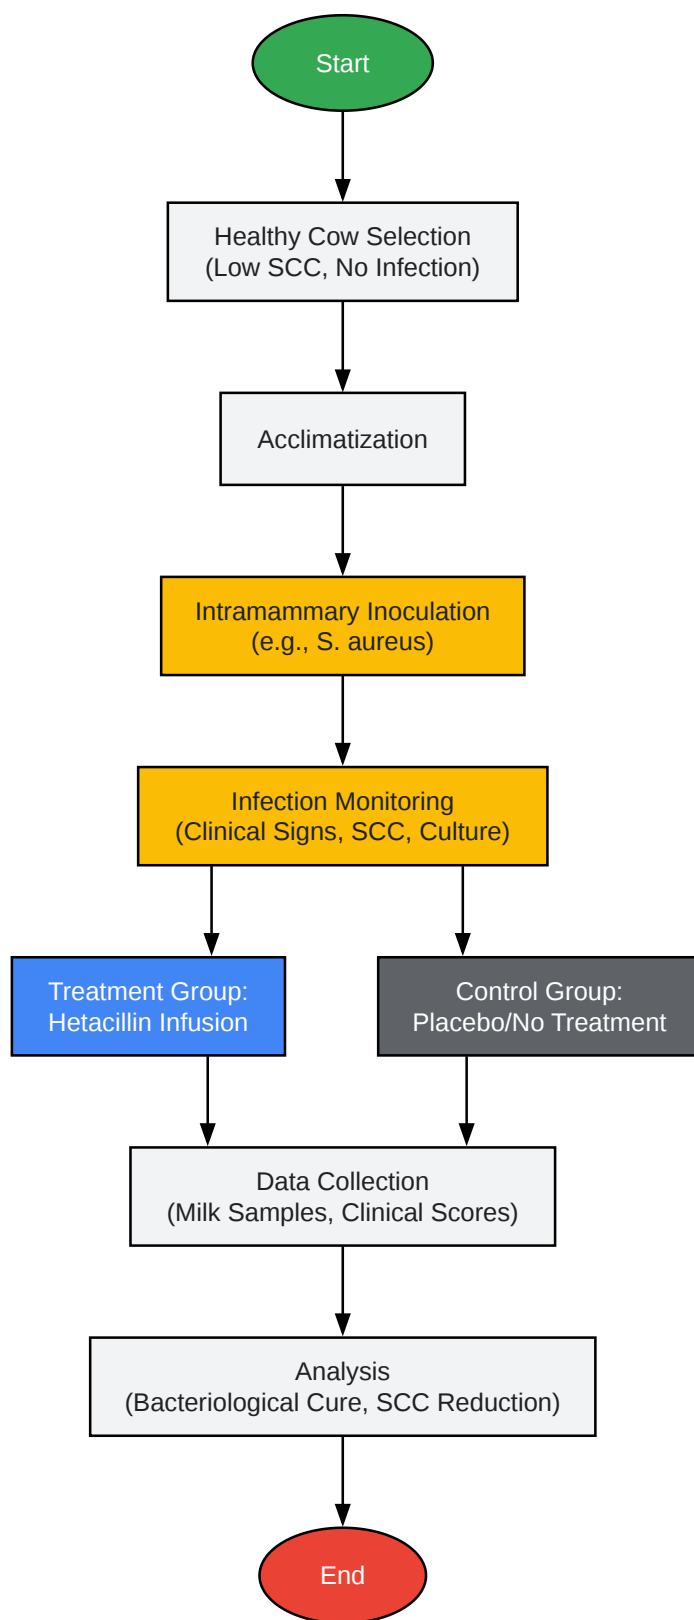 Start
Healthy Cow Selection
(Low SCC, No Infection)
Acclimatization
Intramammary Inoculation
(e.g., S. aureus)
Infection Monitoring
(Clinical Signs, SCC, Culture)
Treatment Group:
Hetacillin Infusion
Control Group:
Placebo/No Treatment
Data Collection
(Milk Samples, Clinical Scores)
Analysis
(Bacteriological Cure, SCC Reduction)
End